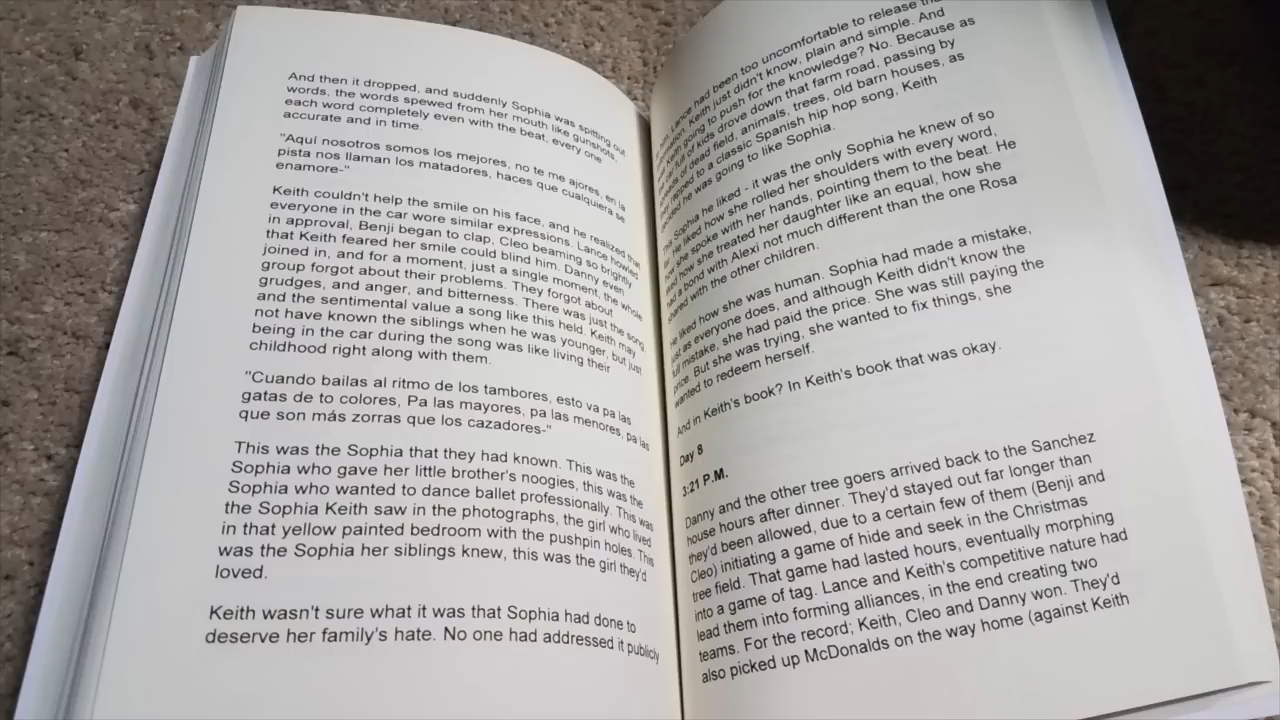 And then it dropped, and suddenly Sophia was spitting out
words, the words spewed from her mouth like gunshots,
each word completely even with the beat, every one
accurate and in time.
"Aquí nosotros somos los mejores, no te me ajores, en la
pista nos llaman los matadores, haces que cualquiera se
enamore-"
Keith couldn't help the smile on his face, and he realized that
everyone in the car wore similar expressions. Lance howled
in approval, Benji began to clap, Cleo beaming so brightly
that Keith feared her smile could blind him. Danny even
joined in, and for a moment, just a single moment, the whole
group forgot about their problems. They forgot about
grudges, and anger, and bitterness. There was just the song,
and the sentimental value a song like this held. Keith may
not have known the siblings when he was younger, but just
being in the car during the song was like living their
childhood right along with them.
"Cuando bailas al ritmo de los tambores, esto va pa las
gatas de to colores, Pa las mayores, pa las menores, pa las
que son más zorras que los cazadores-"
This was the Sophia that they had known. This was the
Sophia who gave her little brother's noogies, this was the
Sophia who wanted to dance ballet professionally. This was
the Sophia Keith saw in the photographs, the girl who lived
in that yellow painted bedroom with the pushpin holes. This
was the Sophia her siblings knew, this was the girl they'd
loved.
Keith wasn't sure what it was that Sophia had done to
deserve her family's hate. No one had addressed it publicly
Lance had been too uncomfortable to release
Keith just didn't know, plain and simple. And
Keith going to push for the knowledge? No. Because as
full of kids drove down that farm road, passing by
of dead field, animals, trees, old barn houses, as
rapped to a classic Spanish hip hop song, Keith
decided he was going to like Sophia.
This Sophia he liked - it was the only Sophia he knew of so
far. He liked how she rolled her shoulders with every word,
how she spoke with her hands, pointing them to the beat. He
liked how she treated her daughter like an equal, how she
had a bond with Alexi not much different than the one Rosa
shared with the other children.
He liked how she was human. Sophia had made a mistake,
just as everyone does, and although Keith didn't know the
full mistake, she had paid the price. She was still paying the
price. But she was trying, she wanted to fix things, she
wanted to redeem herself.
And in Keith's book? In Keith's book that was okay.
Day 8
3:21 P.M.
Danny and the other tree goers arrived back to the Sanchez
house hours after dinner. They'd stayed out far longer than
they'd been allowed, due to a certain few of them (Benji and
Cleo) initiating a game of hide and seek in the Christmas
tree field. That game had lasted hours, eventually morphing
into a game of tag. Lance and Keith's competitive nature had
lead them into forming alliances, in the end creating two
teams. For the record; Keith, Cleo and Danny won. They'd
also picked up McDonalds on the way home (against Keith